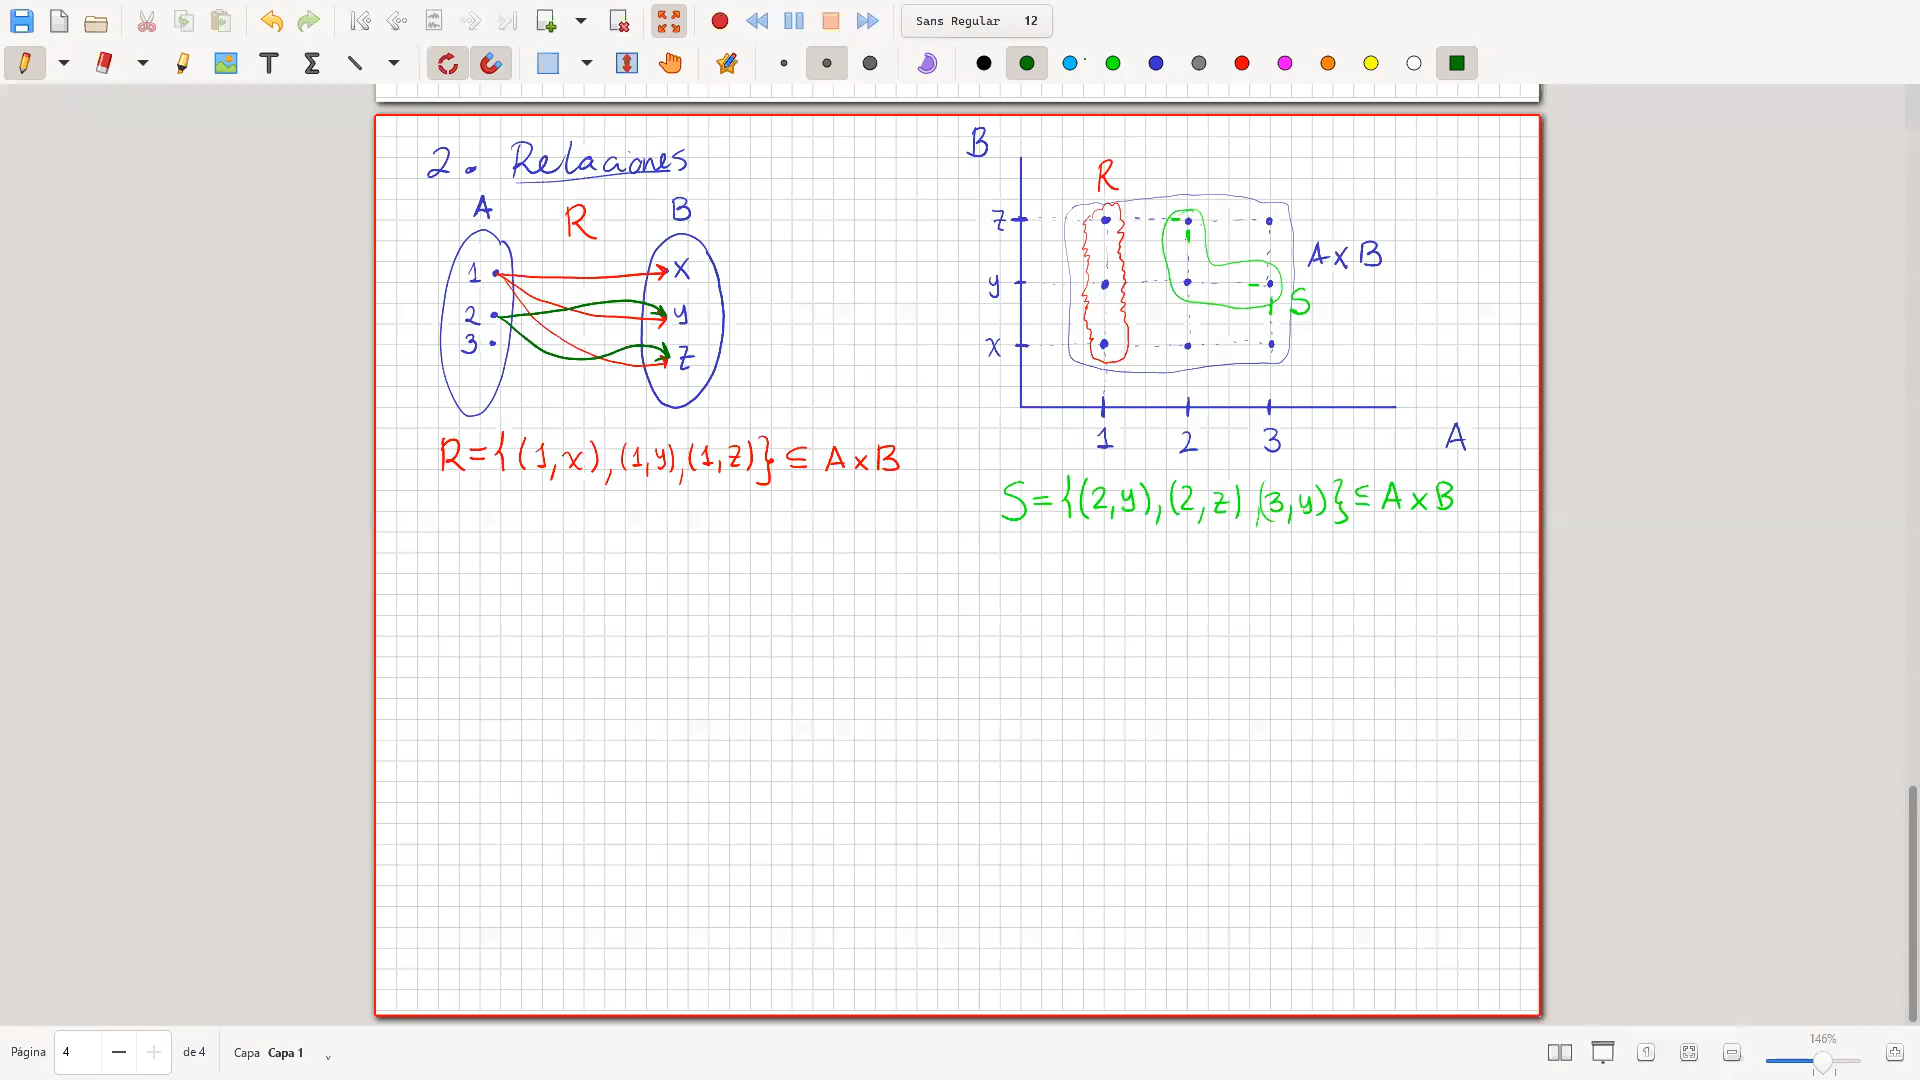 Sans Regular 12
2. Relaciones
A R B
1 x
2 y
3 z
R={(1,x),(1,y),(1,z)} ⊆ A×B
B
R
z
y
x
A×B
S
1 2 3 A
S={(2,y),(2,z),(3,y)} ⊆ A×B
Página 4 de 4 Capa Capa 1
146%